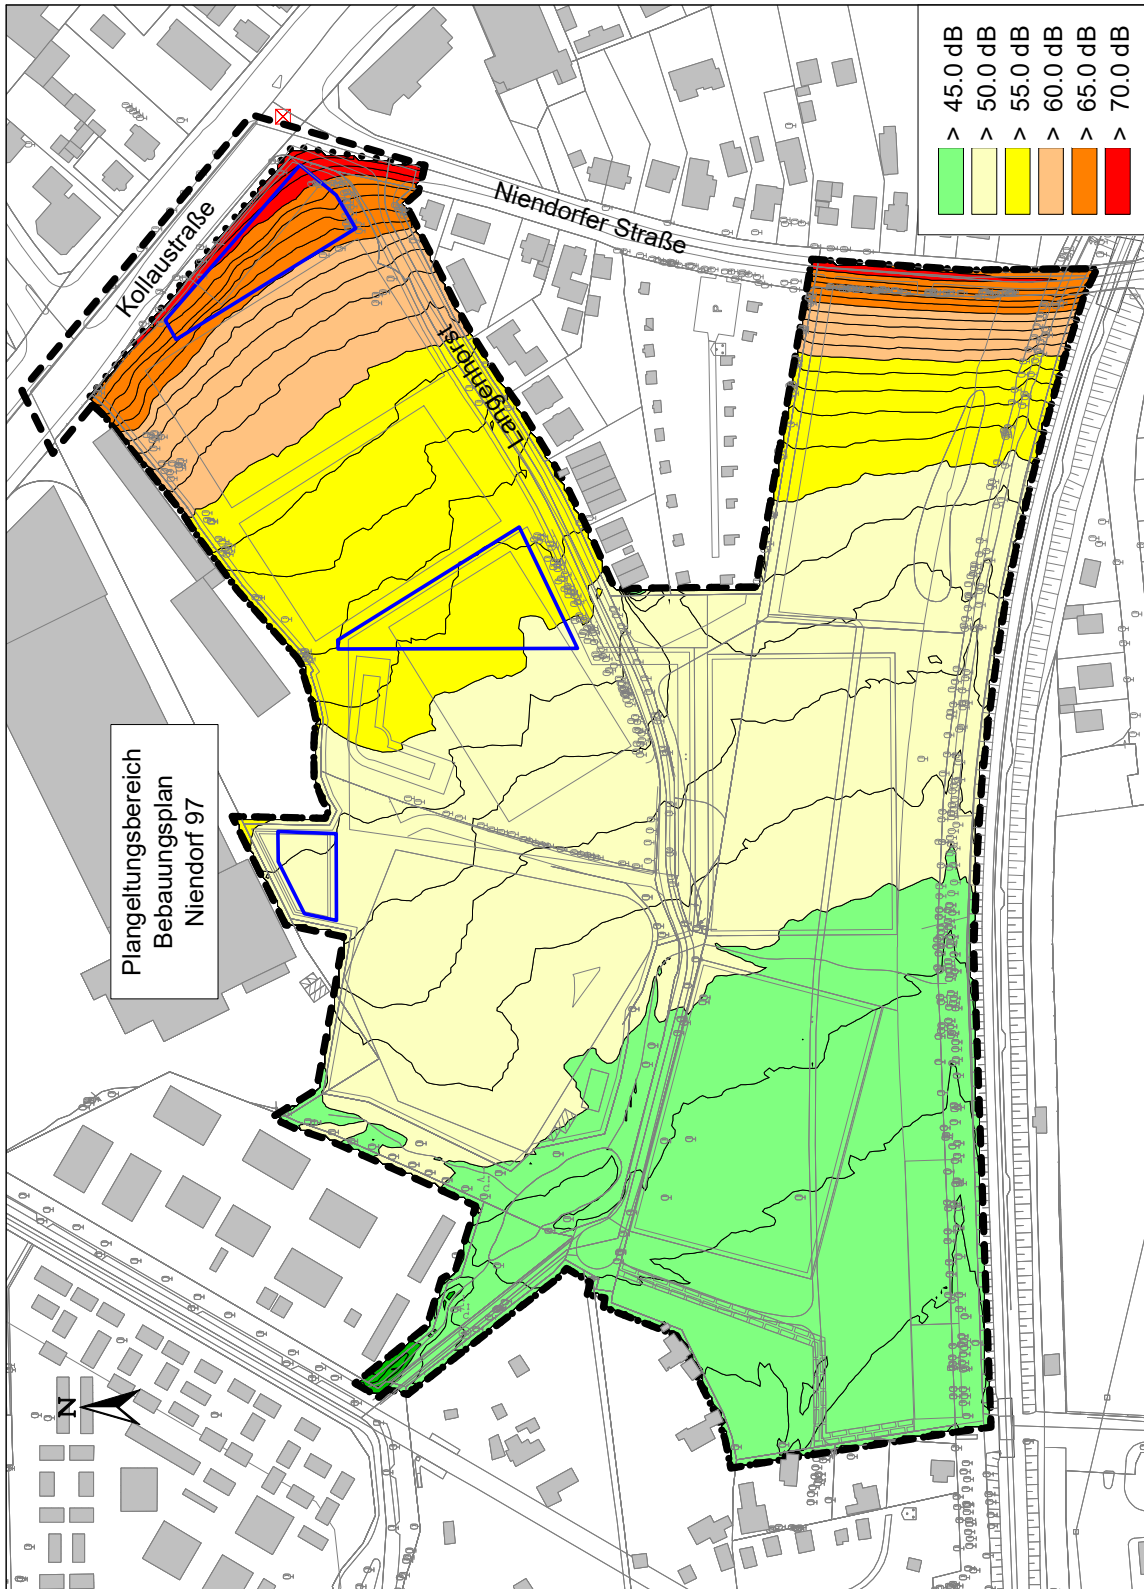 Plangeltungsbereich
Bebauungsplan
Niendorf 97
Kollaustraße
Niendorfer Straße
Langenhorst
P
N
> 45.0 dB
> 50.0 dB
> 55.0 dB
> 60.0 dB
> 65.0 dB
> 70.0 dB